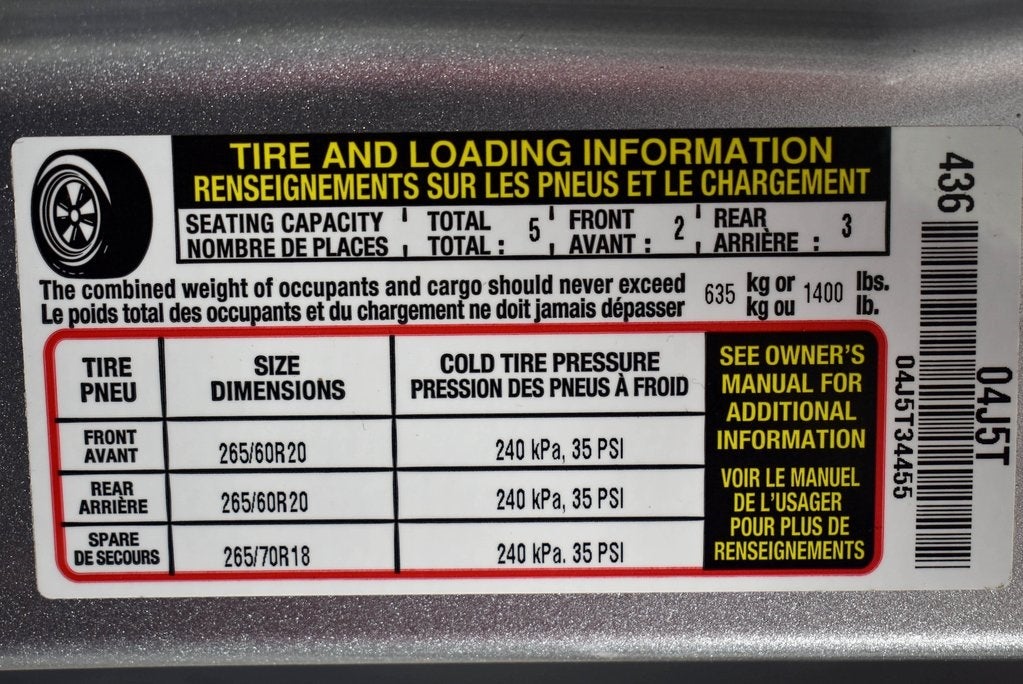 TIRE AND LOADING INFORMATION
RENSEIGNEMENTS SUR LES PNEUS ET LE CHARGEMENT
SEATING CAPACITY TOTAL 5 FRONT 2 REAR 3
NOMBRE DE PLACES TOTAL : AVANT : ARRIÈRE :
The combined weight of occupants and cargo should never exceed 635 kg or 1400 lbs.
Le poids total des occupants et du chargement ne doit jamais dépasser kg ou lb.
TIRE
PNEU
SIZE
DIMENSIONS
COLD TIRE PRESSURE
PRESSION DES PNEUS À FROID
FRONT
AVANT
265/60R20
240 kPa, 35 PSI
REAR
ARRIÈRE
265/60R20
240 kPa, 35 PSI
SPARE
DE SECOURS
265/70R18
240 kPa. 35 PSI
SEE OWNER'S
MANUAL FOR
ADDITIONAL
INFORMATION
VOIR LE MANUEL
DE L'USAGER
POUR PLUS DE
RENSEIGNEMENTS
436
04J5T
04J5T34455